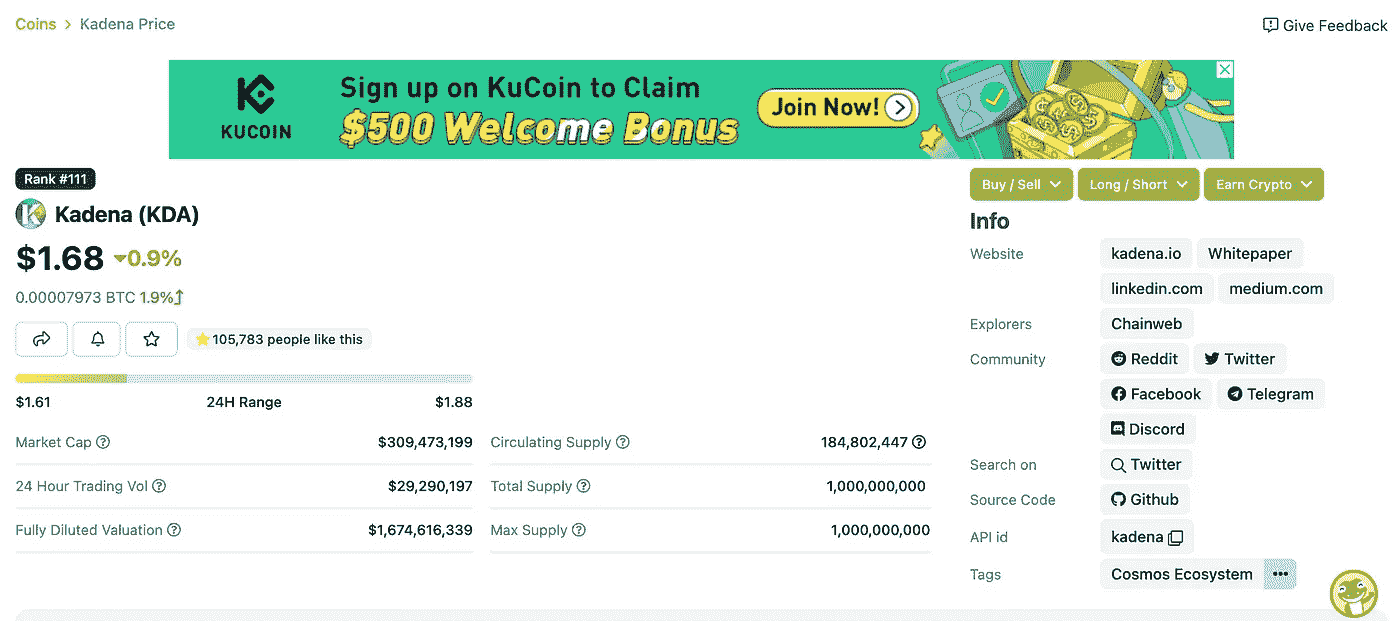 Coins > Kadena Price
Give Feedback
KUCOIN
Sign up on KuCoin to Claim
$500 Welcome Bonus
Join Now!
Rank #111
Kadena (KDA)
$1.68 0.9%
0.00007973 BTC 1.9%
105,783 people like this
$1.61 24H Range $1.88
Market Cap $309,473,199
24 Hour Trading Vol $29,290,197
Fully Diluted Valuation $1,674,616,339
Circulating Supply 184,802,447
Total Supply 1,000,000,000
Max Supply 1,000,000,000
Buy / Sell Long / Short Earn Crypto
Info
Website kadena.io Whitepaper
linkedin.com medium.com
Explorers Chainweb
Community Reddit Twitter
Facebook Telegram
Discord
Search on Twitter
Source Code Github
API id kadena
Tags Cosmos Ecosystem